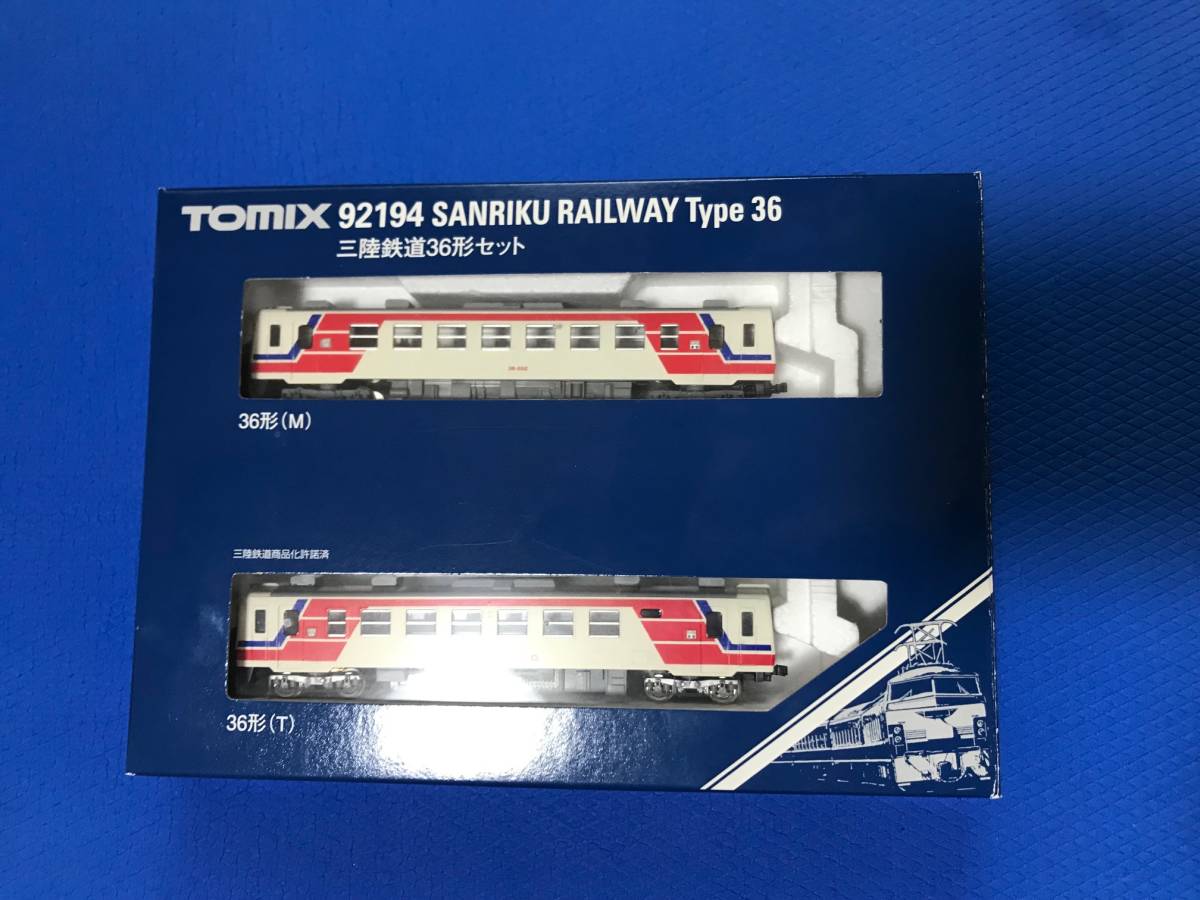 TOMIX 92194 SANRIKU RAILWAY Type 36
三陸鉄道36形セット
36形(M)
三陸鉄道商品化許諾済
36形(T)